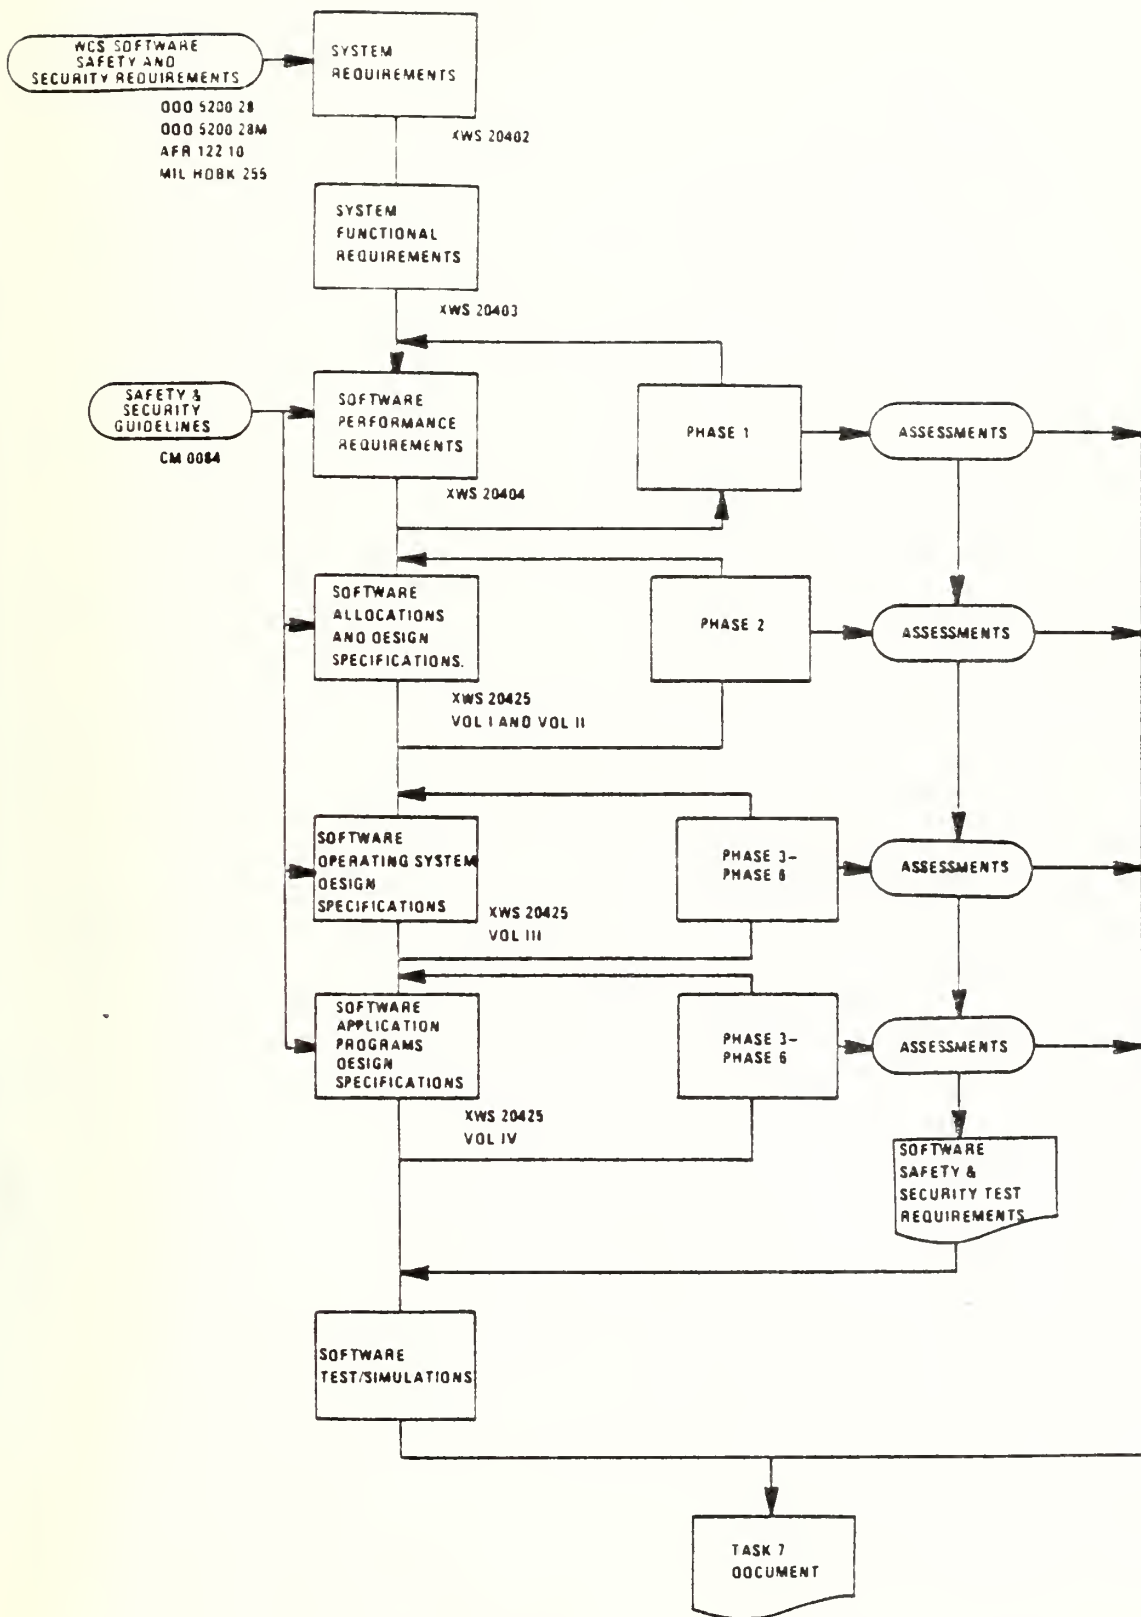 WCS SOFTWARE
SAFETY AND
SECURITY REQUIREMENTS
DOD 5200 28
DOD 5200 28M
AFR 122 10
MIL HDBK 255
SYSTEM
REQUIREMENTS
XWS 20402
SYSTEM
FUNCTIONAL
REQUIREMENTS
XWS 20403
SAFETY &
SECURITY
GUIDELINES
CM 0084
SOFTWARE
PERFORMANCE
REQUIREMENTS
XWS 20404
PHASE 1
ASSESSMENTS
SOFTWARE
ALLOCATIONS
AND DESIGN
SPECIFICATIONS.
XWS 20425
VOL I AND VOL II
PHASE 2
ASSESSMENTS
SOFTWARE
OPERATING SYSTEM
DESIGN
SPECIFICATIONS
XWS 20425
VOL III
PHASE 3–
PHASE 6
ASSESSMENTS
SOFTWARE
APPLICATION
PROGRAMS
DESIGN
SPECIFICATIONS
XWS 20425
VOL IV
PHASE 3–
PHASE 6
ASSESSMENTS
SOFTWARE
SAFETY &
SECURITY TEST
REQUIREMENTS
SOFTWARE
TEST/SIMULATIONS
TASK 7
DOCUMENT